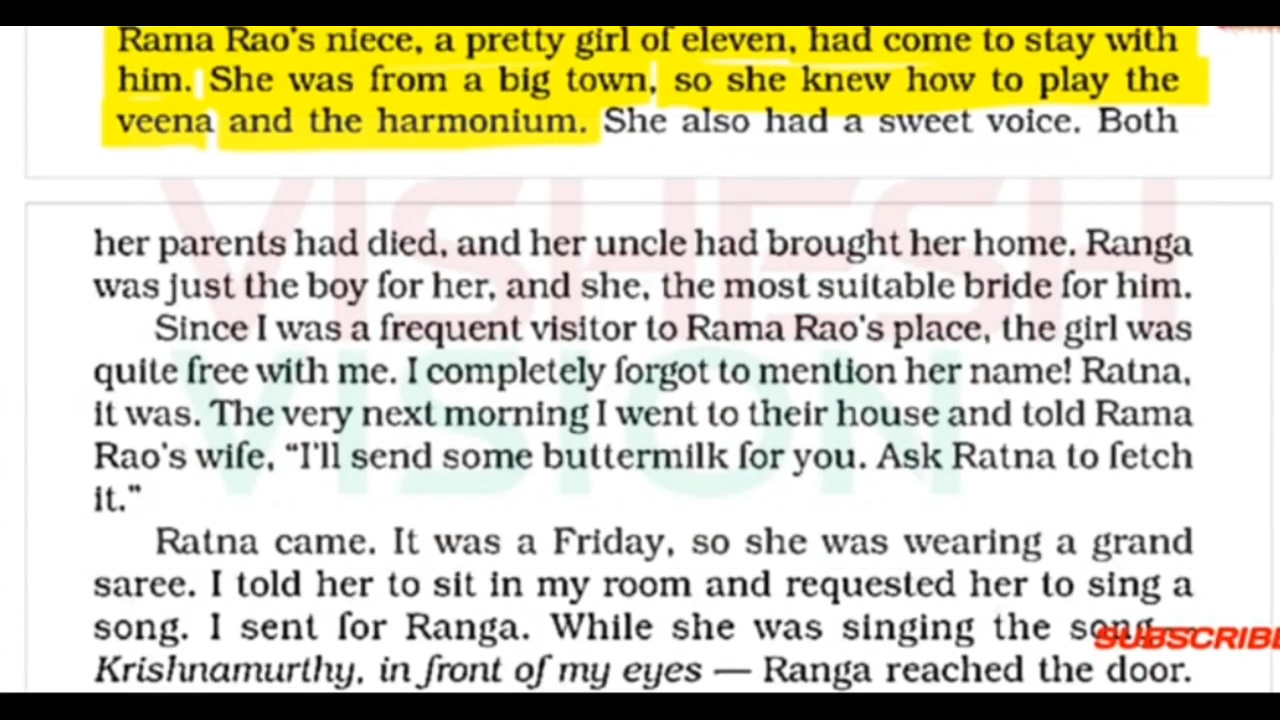 Rama Rao's niece, a pretty girl of eleven, had come to stay with
him. She was from a big town, so she knew how to play the
veena and the harmonium. She also had a sweet voice. Both
her parents had died, and her uncle had brought her home. Ranga
was just the boy for her, and she, the most suitable bride for him.
Since I was a frequent visitor to Rama Rao's place, the girl was
quite free with me. I completely forgot to mention her name! Ratna,
it was. The very next morning I went to their house and told Rama
Rao's wife, “I'll send some buttermilk for you. Ask Ratna to fetch
it.”
Ratna came. It was a Friday, so she was wearing a grand
saree. I told her to sit in my room and requested her to sing a
song. I sent for Ranga. While she was singing the song—
Krishnamurthy, in front of my eyes — Ranga reached the door.
VISHESH
VISION
SUBSCRIBE